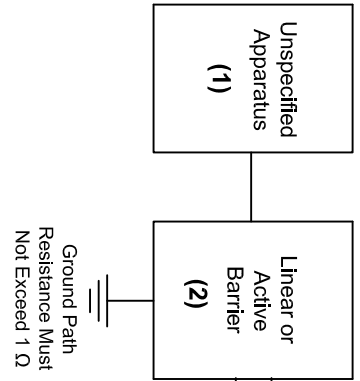 Unspecified
Apparatus
(1)
Linear or
Active
Barrier
(2)
Ground Path
Resistance Must
Not Exceed 1 Ω